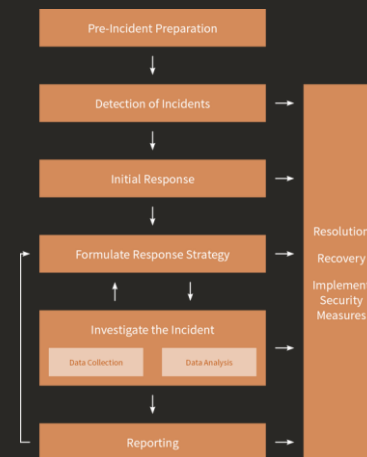 Pre-Incident Preparation
Detection of Incidents
Initial Response
Formulate Response Strategy
Investigate the Incident
Data Collection
Data Analysis
Reporting
Resolution
Recovery
Implement
Security
Measures